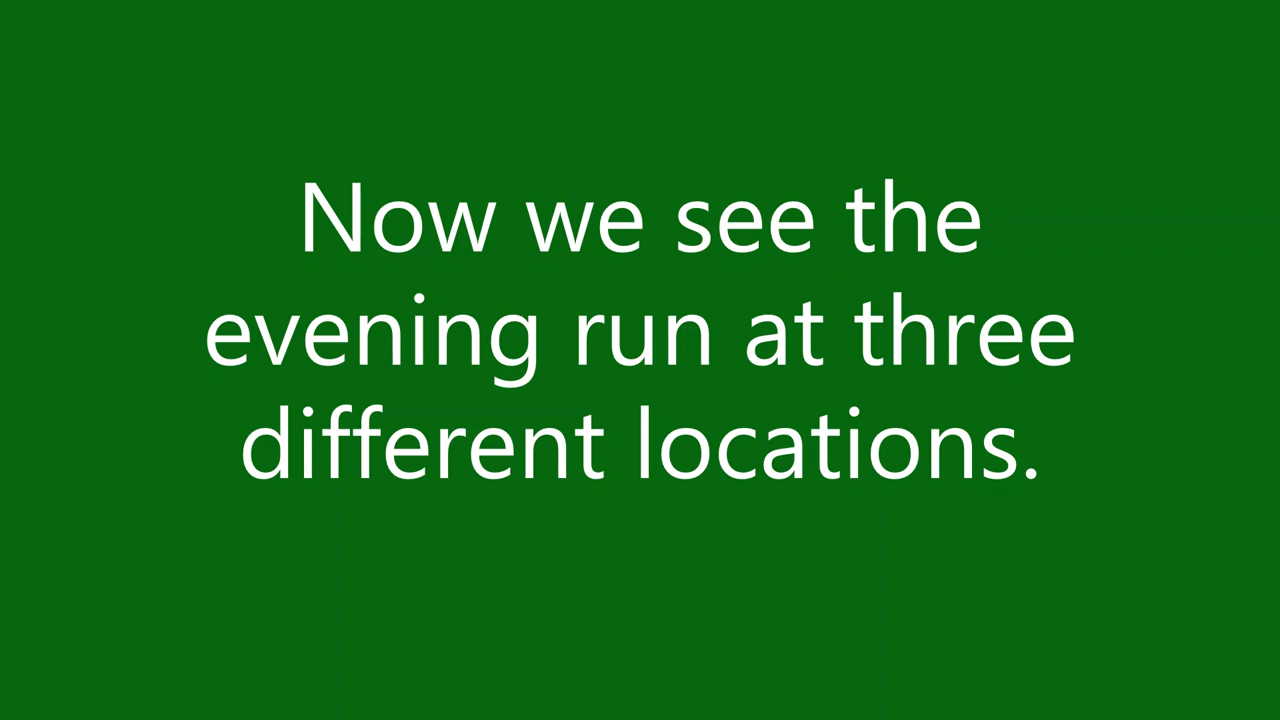 Now we see the
evening run at three
different locations.